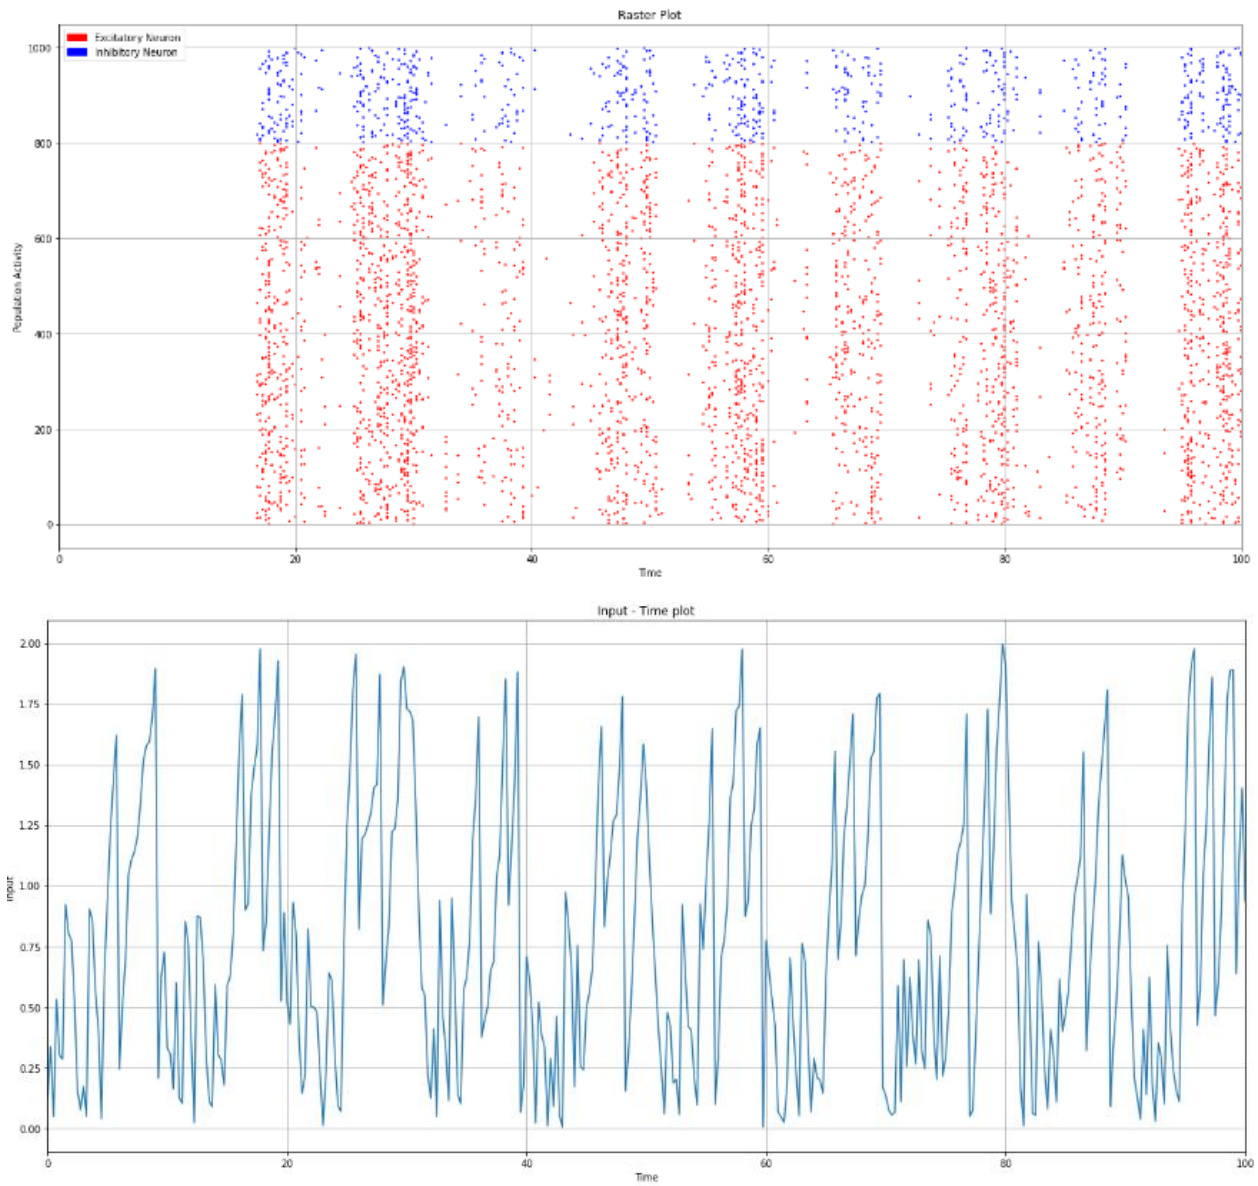 Raster Plot
Excitatory Neuron
Inhibitory Neuron
1000
800
600
400
200
0
Population Activity
0 20 40 60 80 100
Time
Input - Time plot
2.00
1.75
1.50
1.25
1.00
0.75
0.50
0.25
0.00
Input
0 20 40 60 80 100
Time